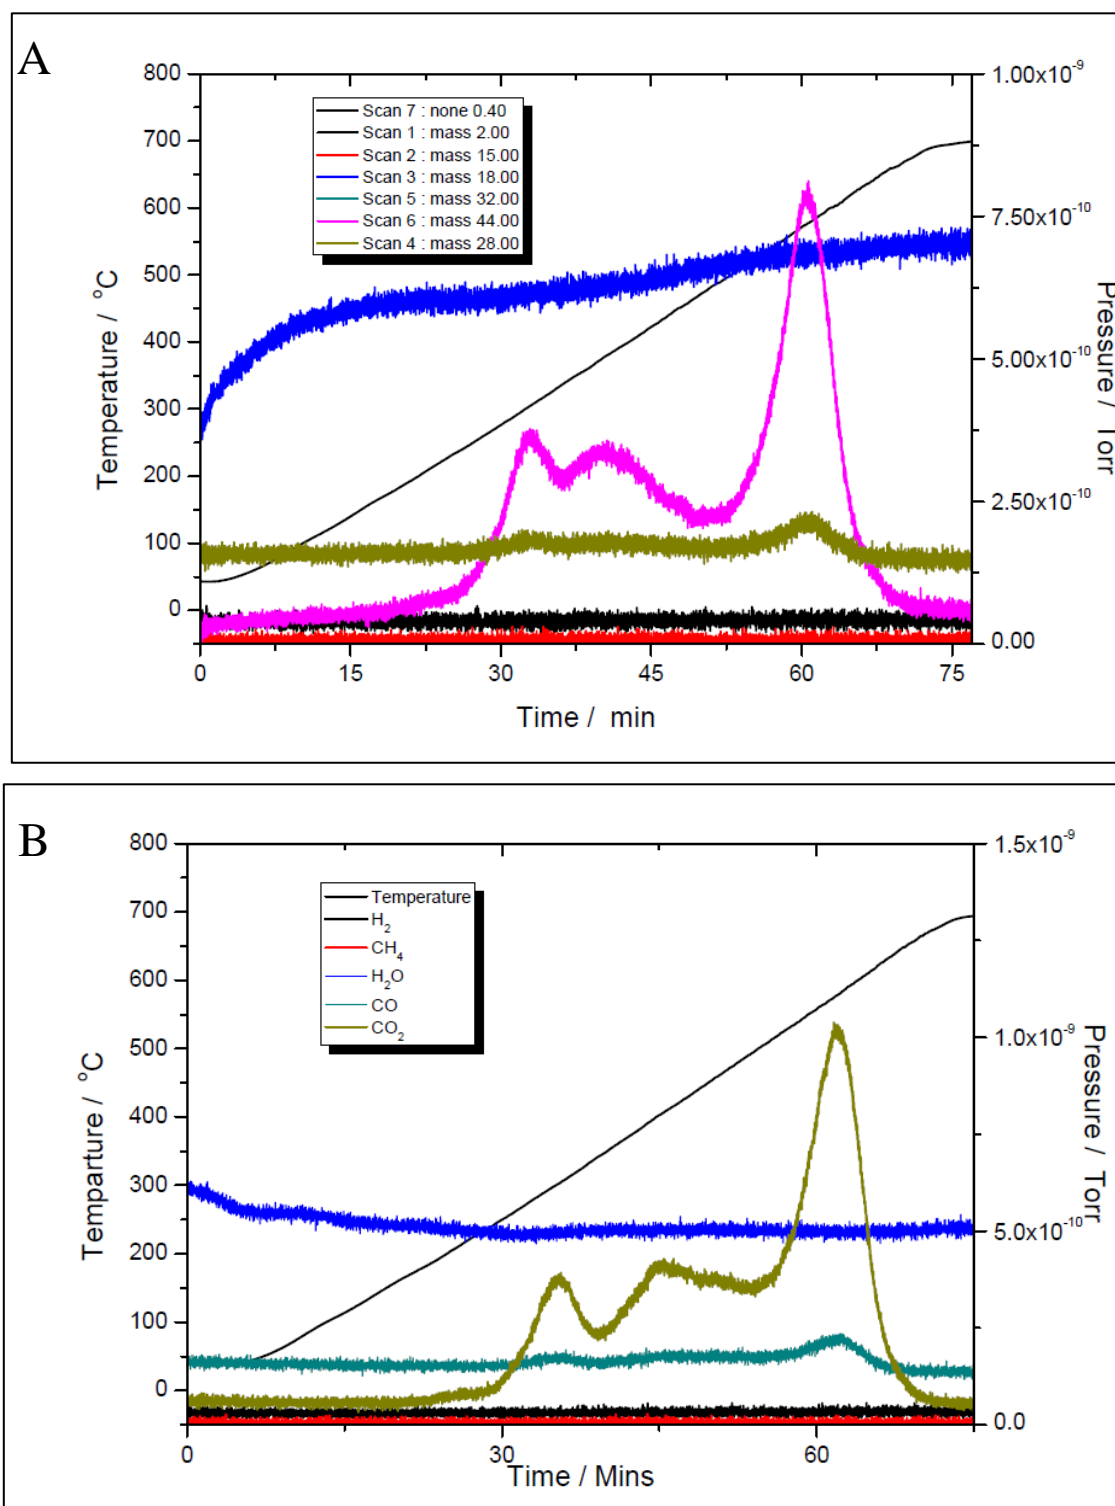 A
800
700
600
500
400
300
200
100
0
Temperature / °C
Scan 7 : none 0.40
Scan 1 : mass 2.00
Scan 2 : mass 15.00
Scan 3 : mass 18.00
Scan 5 : mass 32.00
Scan 6 : mass 44.00
Scan 4 : mass 28.00
1.00x10⁻⁹
7.50x10⁻¹⁰
5.00x10⁻¹⁰
2.50x10⁻¹⁰
0.00
Pressure / Torr
0 15 30 45 60 75
Time / min
B
800
700
600
500
400
300
200
100
0
Temparture / °C
Temperature
H₂
CH₄
H₂O
CO
CO₂
1.5x10⁻⁹
1.0x10⁻⁹
5.0x10⁻¹⁰
0.0
Pressure / Torr
0 30 60
Time / Mins